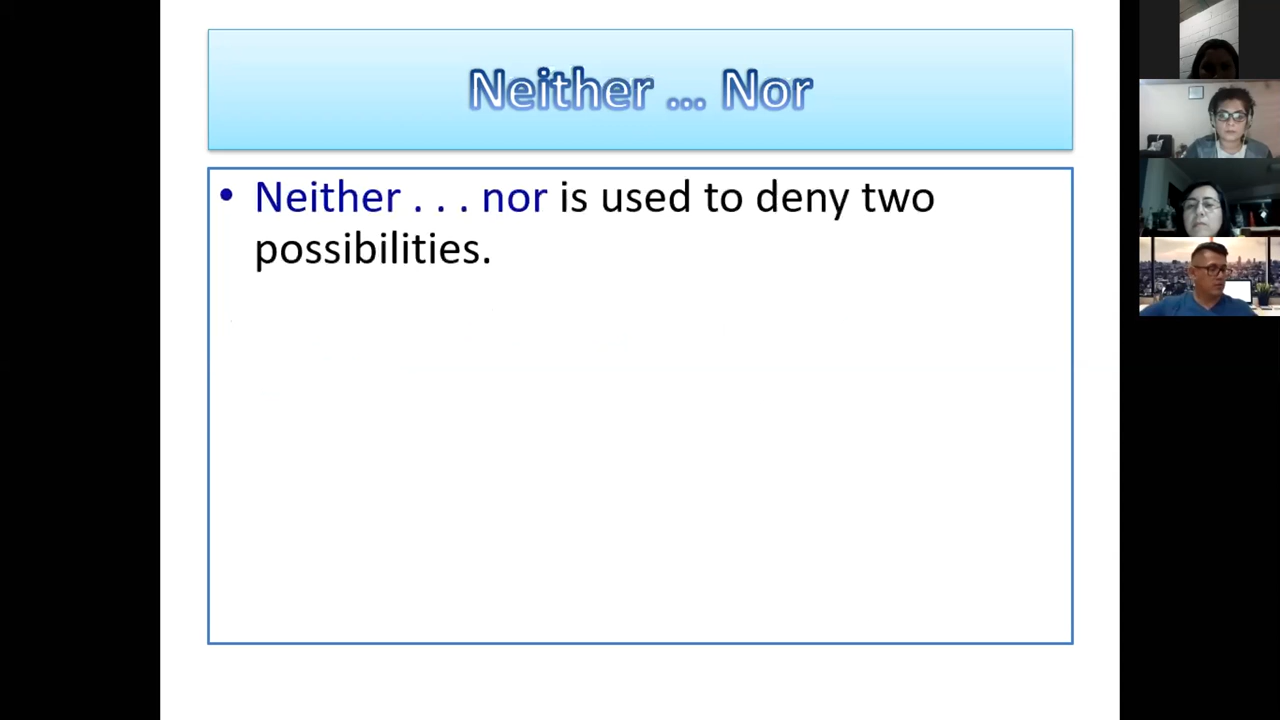 Neither ... Nor
• Neither . . . nor is used to deny two
possibilities.